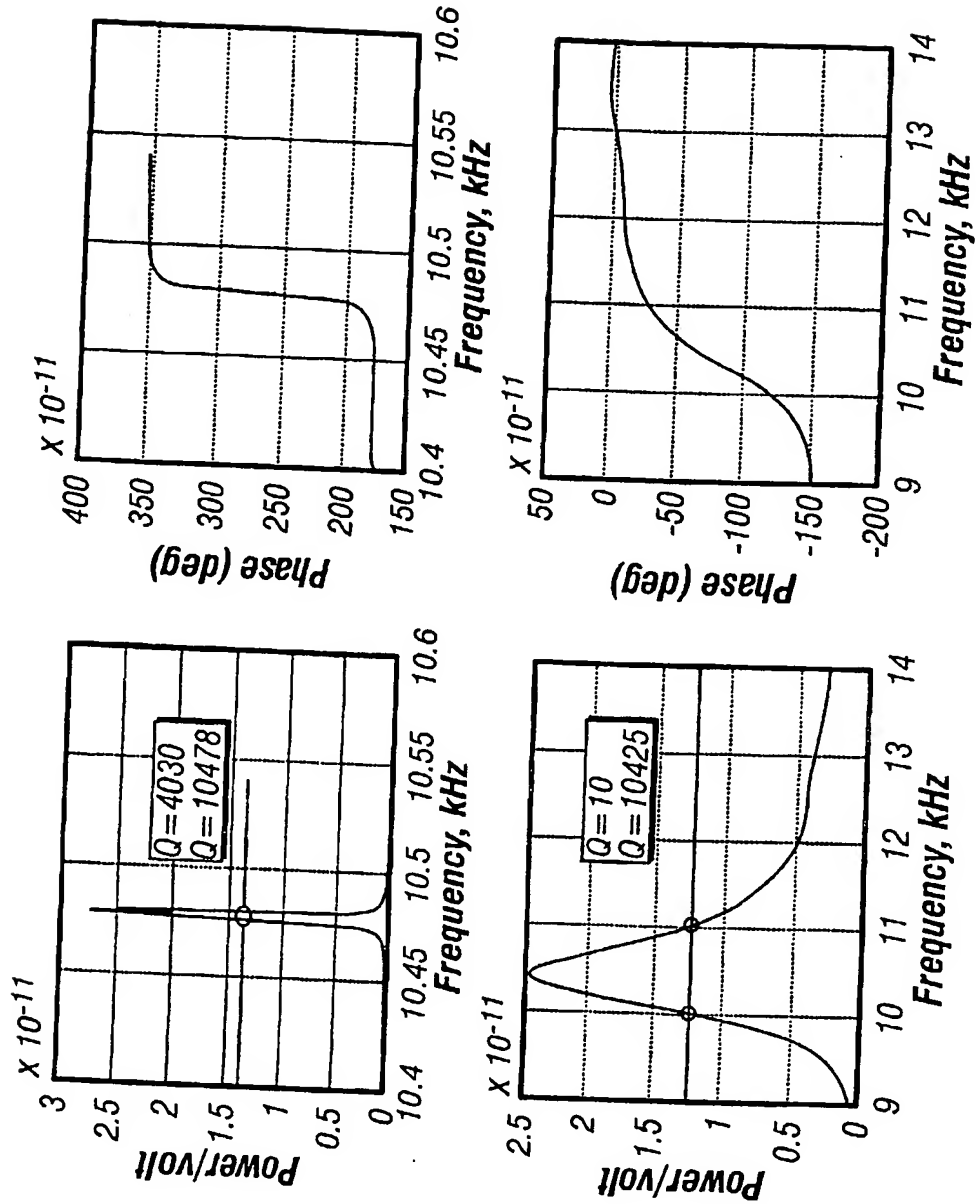 X 10-11
3
2.5
2
1.5
1
0.5
0
Power/volt
10.4
10.45
10.5
10.55
10.6
Frequency, kHz
Q=4030
Q=10478
X 10-11
400
350
300
250
200
150
Phase (deg)
10.4
10.45
10.5
10.55
10.6
Frequency, kHz
X 10-11
2.5
2
1.5
1
0.5
0
Power/volt
9
10
11
12
13
14
Frequency, kHz
Q=10
Q=10425
X 10-11
50
0
-50
-100
-150
-200
Phase (deg)
9
10
11
12
13
14
Frequency, kHz